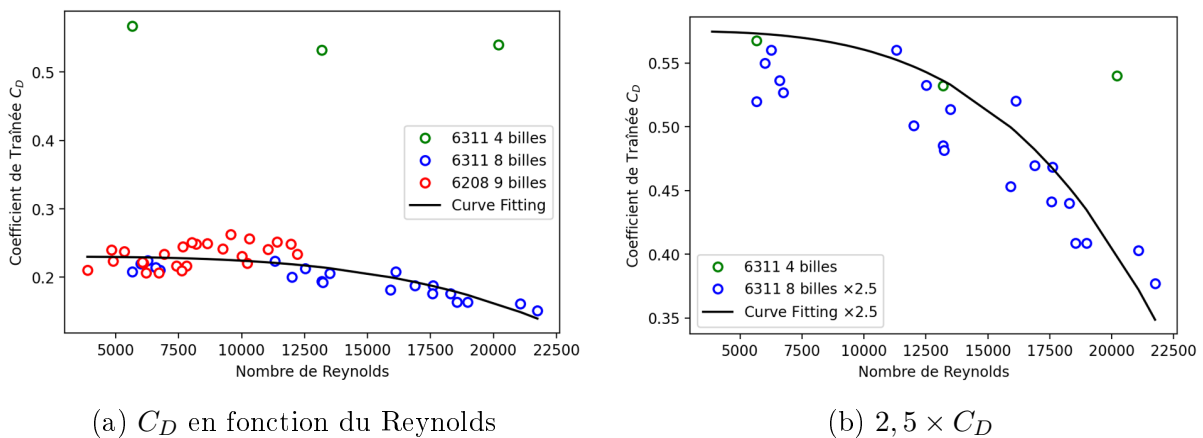 0.5
0.4
0.3
0.2
Coefficient de Traînée C_D
5000 7500 10000 12500 15000 17500 20000 22500
Nombre de Reynolds
6311 4 billes
6311 8 billes
6208 9 billes
Curve Fitting
(a) C_D en fonction du Reynolds
0.55
0.50
0.45
0.40
0.35
Coefficient de Traînée C_D
5000 7500 10000 12500 15000 17500 20000 22500
Nombre de Reynolds
6311 4 billes
6311 8 billes ×2.5
Curve Fitting ×2.5
(b) 2,5 × C_D